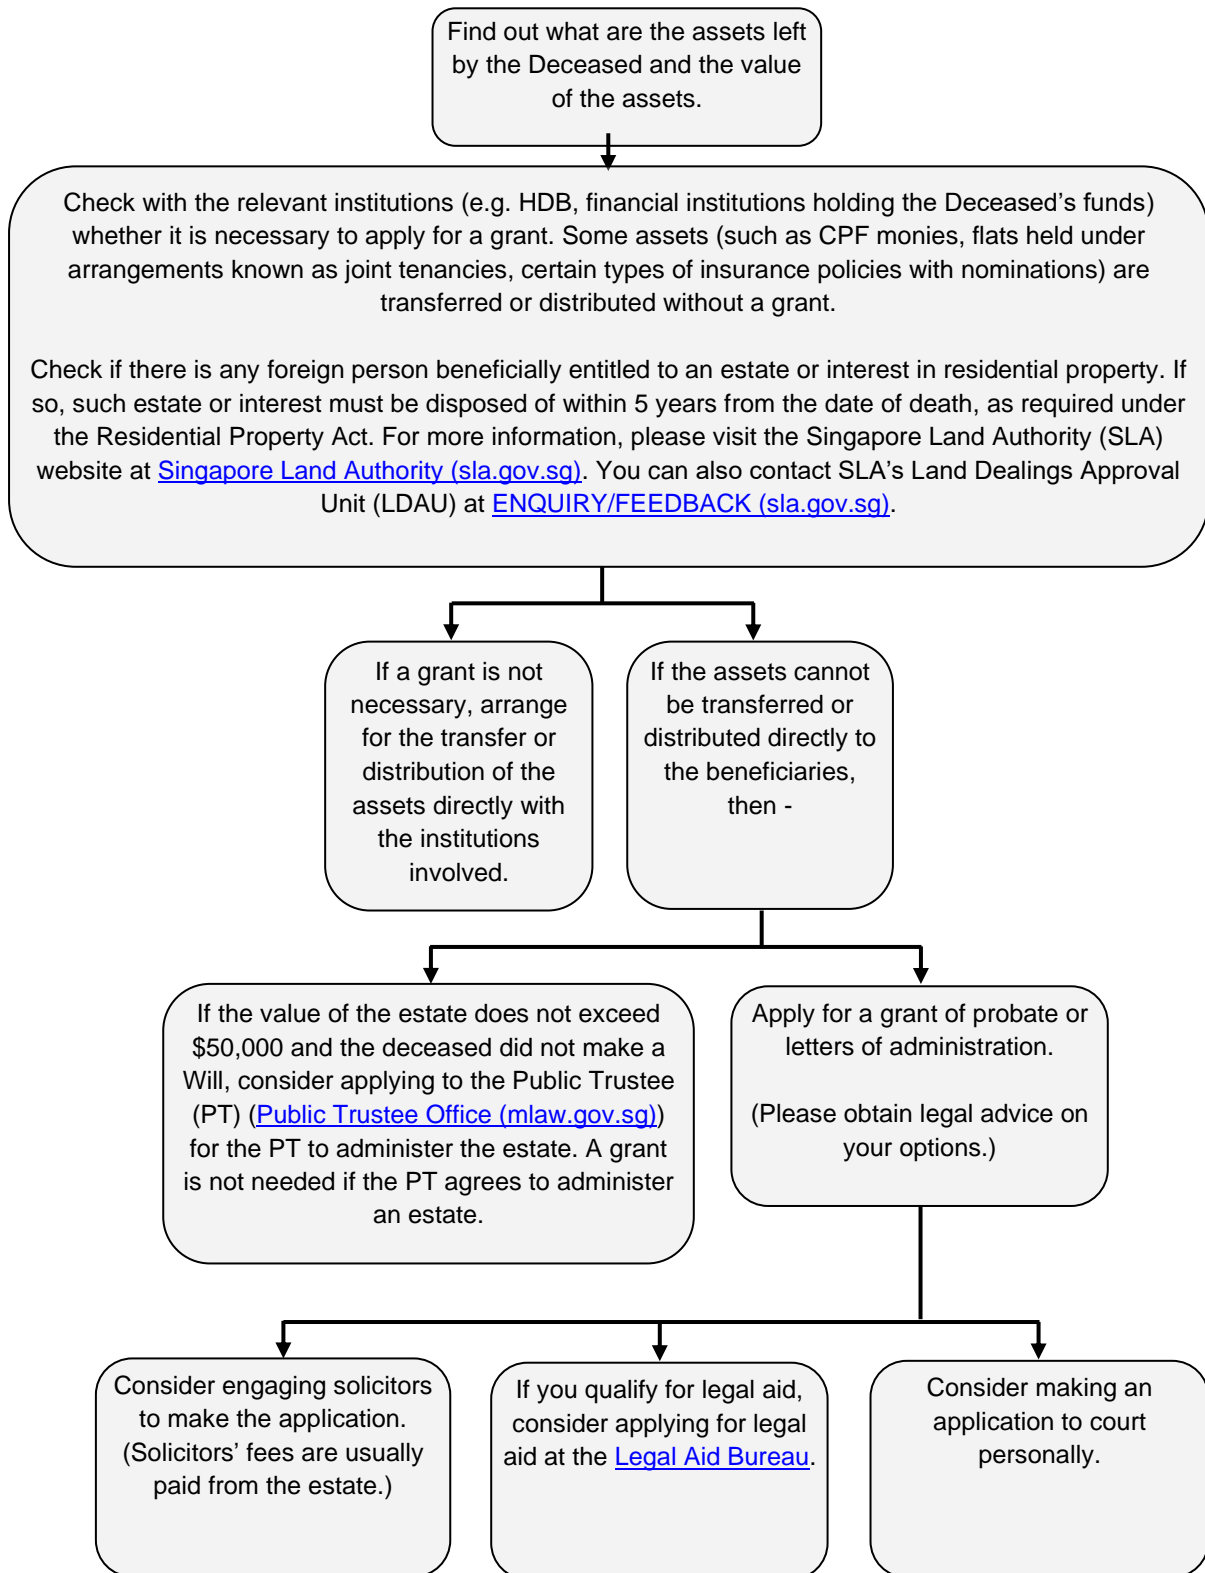 Find out what are the assets left
by the Deceased and the value
of the assets.
Check with the relevant institutions (e.g. HDB, financial institutions holding the Deceased’s funds)
whether it is necessary to apply for a grant. Some assets (such as CPF monies, flats held under
arrangements known as joint tenancies, certain types of insurance policies with nominations) are
transferred or distributed without a grant.
Check if there is any foreign person beneficially entitled to an estate or interest in residential property. If
so, such estate or interest must be disposed of within 5 years from the date of death, as required under
the Residential Property Act. For more information, please visit the Singapore Land Authority (SLA)
website at Singapore Land Authority (sla.gov.sg). You can also contact SLA’s Land Dealings Approval
Unit (LDAU) at ENQUIRY/FEEDBACK (sla.gov.sg).
If a grant is not
necessary, arrange
for the transfer or
distribution of the
assets directly with
the institutions
involved.
If the assets cannot
be transferred or
distributed directly to
the beneficiaries,
then -
If the value of the estate does not exceed
$50,000 and the deceased did not make a
Will, consider applying to the Public Trustee
(PT) (Public Trustee Office (mlaw.gov.sg))
for the PT to administer the estate. A grant
is not needed if the PT agrees to administer
an estate.
Apply for a grant of probate or
letters of administration.
(Please obtain legal advice on
your options.)
Consider engaging solicitors
to make the application.
(Solicitors’ fees are usually
paid from the estate.)
If you qualify for legal aid,
consider applying for legal
aid at the Legal Aid Bureau.
Consider making an
application to court
personally.